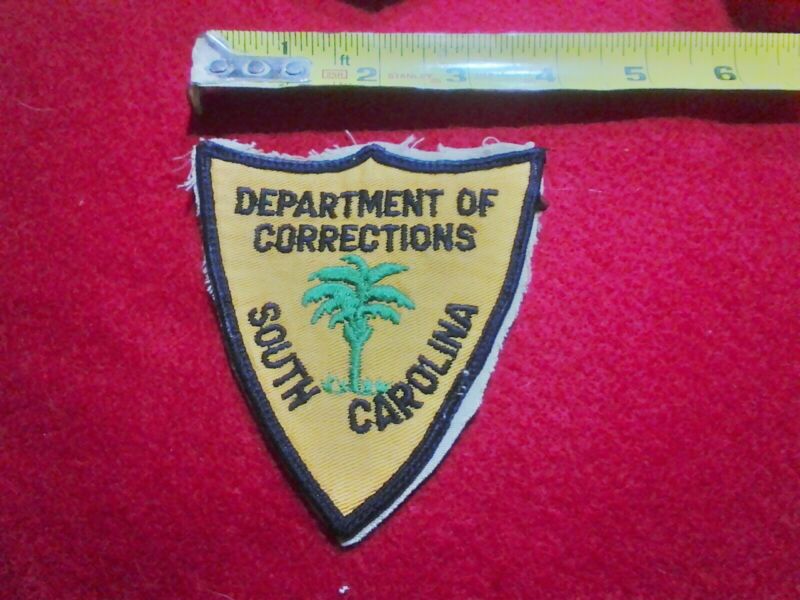 1 ft 2 STANLEY 3 4 5 6
DEPARTMENT OF
CORRECTIONS
SOUTH CAROLINA